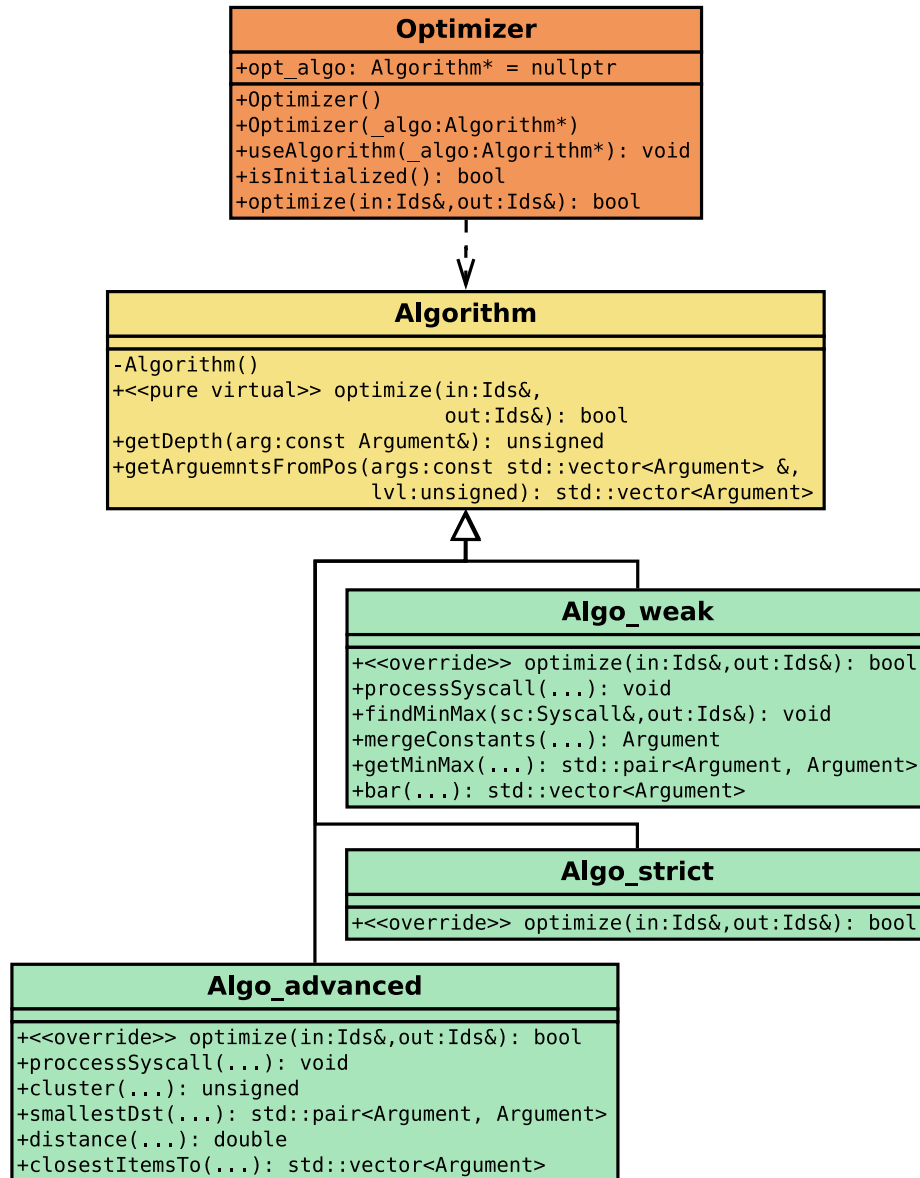 Optimizer
+opt_algo: Algorithm* = nullptr
+Optimizer()
+Optimizer(_algo:Algorithm*)
+useAlgorithm(_algo:Algorithm*): void
+isInitialized(): bool
+optimize(in:Ids&,out:Ids&): bool
Algorithm
-Algorithm()
+<<pure virtual>> optimize(in:Ids&,
out:Ids&): bool
+getDepth(arg:const Argument&): unsigned
+getArguemntsFromPos(args:const std::vector<Argument> &,
lvl:unsigned): std::vector<Argument>
Algo_weak
+<<override>> optimize(in:Ids&,out:Ids&): bool
+processSyscall(...): void
+findMinMax(sc:Syscall&,out:Ids&): void
+mergeConstants(...): Argument
+getMinMax(...): std::pair<Argument, Argument>
+bar(...): std::vector<Argument>
Algo_strict
+<<override>> optimize(in:Ids&,out:Ids&): bool
Algo_advanced
+<<override>> optimize(in:Ids&,out:Ids&): bool
+proccessSyscall(...): void
+cluster(...): unsigned
+smallestDst(...): std::pair<Argument, Argument>
+distance(...): double
+closestItemsTo(...): std::vector<Argument>